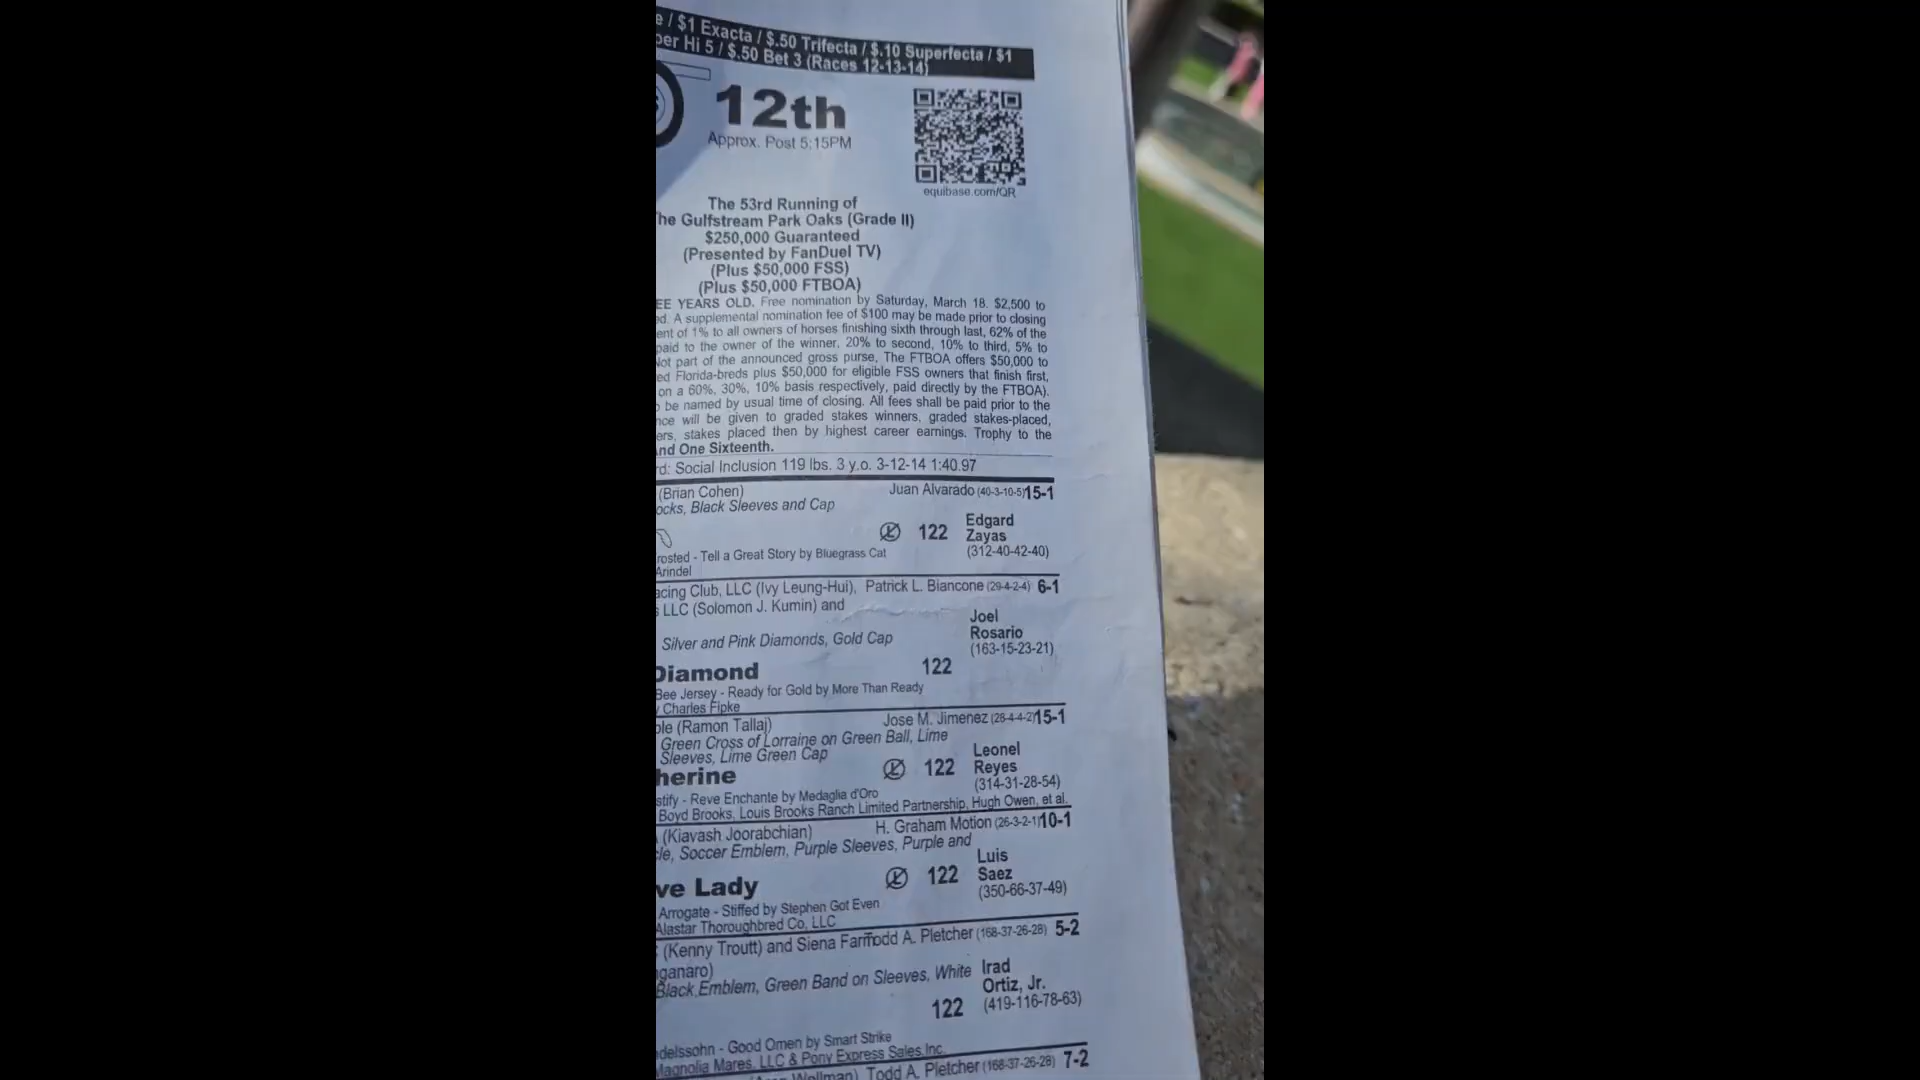 e / $1 Exacta / $.50 Trifecta / $.10 Superfecta / $1
per Hi 5 / $.50 Bet 3 (Races 12-13-14)
12th
Approx. Post 5:15PM
equibase.com/QR
The 53rd Running of
he Gulfstream Park Oaks (Grade II)
$250,000 Guaranteed
(Presented by FanDuel TV)
(Plus $50,000 FSS)
(Plus $50,000 FTBOA)
EE YEARS OLD. Free nomination by Saturday, March 18. $2,500 to
ed. A supplemental nomination fee of $100 may be made prior to closing
ent of 1% to all owners of horses finishing sixth through last, 62% of the
paid to the owner of the winner, 20% to second, 10% to third, 5% to
Not part of the announced gross purse, The FTBOA offers $50,000 to
ed Florida-breds plus $50,000 for eligible FSS owners that finish first,
on a 60%, 30%, 10% basis respectively, paid directly by the FTBOA).
o be named by usual time of closing. All fees shall be paid prior to the
nce will be given to graded stakes winners, graded stakes-placed,
ers, stakes placed then by highest career earnings. Trophy to the
And One Sixteenth.
rd: Social Inclusion 119 lbs. 3 y.o. 3-12-14 1:40.97
(Brian Cohen) Juan Alvarado (40-3-10-5) 15-1
ocks, Black Sleeves and Cap
122 Edgard
Zayas
(312-40-42-40)
rosted - Tell a Great Story by Bluegrass Cat
Arindel
acing Club, LLC (Ivy Leung-Hui), Patrick L. Biancone (29-4-2-4) 6-1
s LLC (Solomon J. Kumin) and
Joel
Rosario
(163-15-23-21)
Silver and Pink Diamonds, Gold Cap
Diamond 122
Bee Jersey - Ready for Gold by More Than Ready
y Charles Fipke
ble (Ramon Tallaj) Jose M. Jimenez (28-4-4-2) 15-1
Green Cross of Lorraine on Green Ball, Lime
Sleeves, Lime Green Cap
herine 122 Leonel
Reyes
(314-31-28-54)
stify - Reve Enchante by Medaglia d'Oro
Boyd Brooks, Louis Brooks Ranch Limited Partnership, Hugh Owen, et al.
(Kiavash Joorabchian) H. Graham Motion (26-3-2-1) 10-1
cle, Soccer Emblem, Purple Sleeves, Purple and
ve Lady 122 Luis
Saez
(350-66-37-49)
Arrogate - Stiffed by Stephen Got Even
Alastar Thoroughbred Co, LLC
(Kenny Troutt) and Siena Farm Todd A. Pletcher (168-37-26-28) 5-2
ganaro)
Black Emblem, Green Band on Sleeves, White
122 Irad
Ortiz, Jr.
(419-116-78-63)
delssohn - Good Omen by Smart Strike
Magnolia Mares, LLC & Pony Express Sales Inc.
Wellman) Todd A. Pletcher (168-37-26-28) 7-2